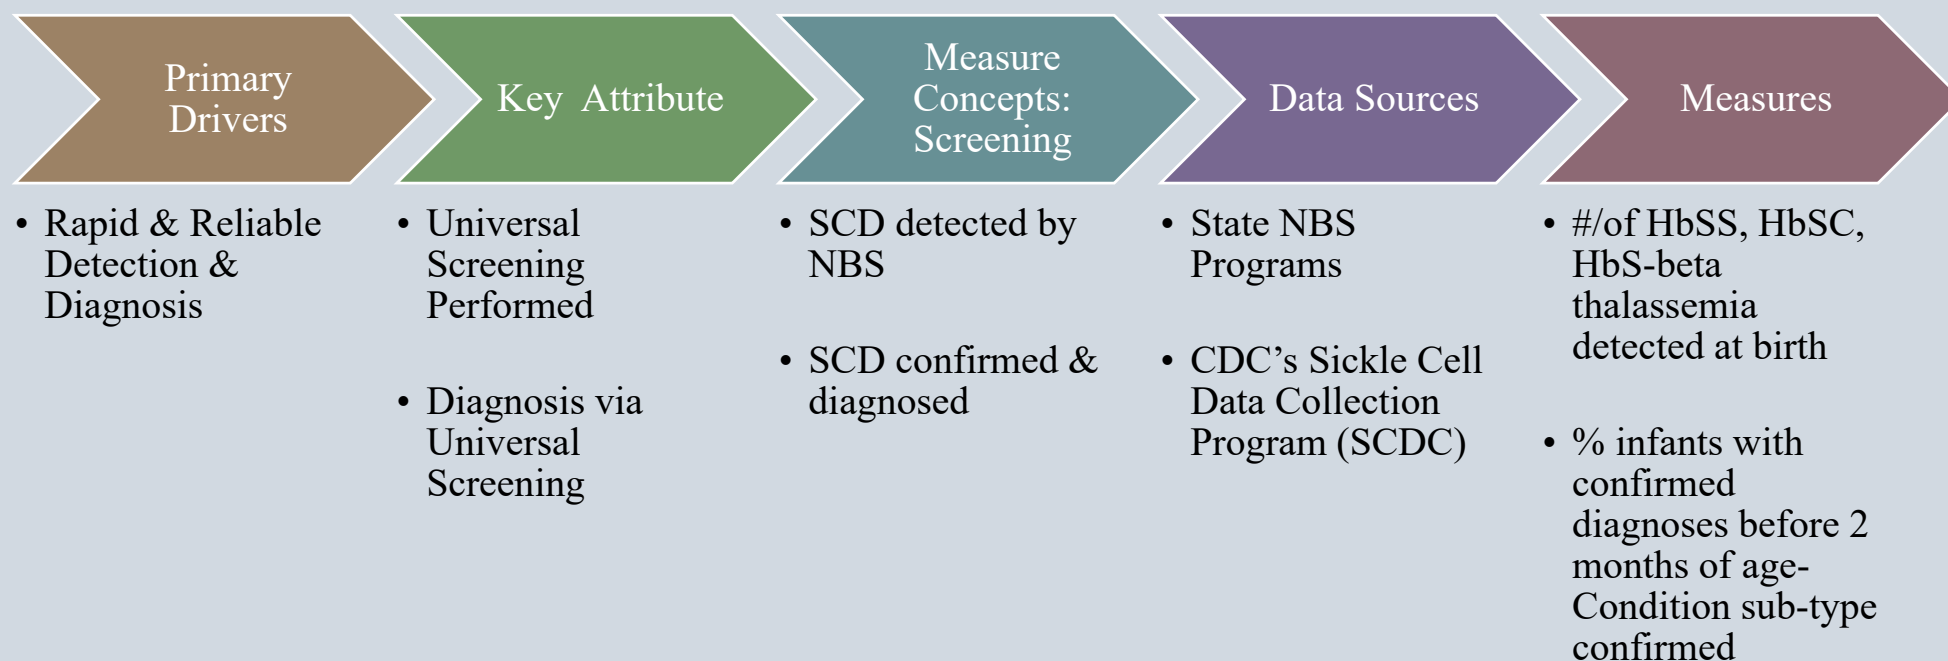 Primary
Drivers
Key Attribute
Measure
Concepts:
Screening
Data Sources
Measures
• Rapid & Reliable
Detection &
Diagnosis
• Universal
Screening
Performed
• Diagnosis via
Universal
Screening
• SCD detected by
NBS
• SCD confirmed &
diagnosed
• State NBS
Programs
• CDC’s Sickle Cell
Data Collection
Program (SCDC)
• #/of HbSS, HbSC,
HbS-beta
thalassemia
detected at birth
• % infants with
confirmed
diagnoses before 2
months of age-
Condition sub-type
confirmed